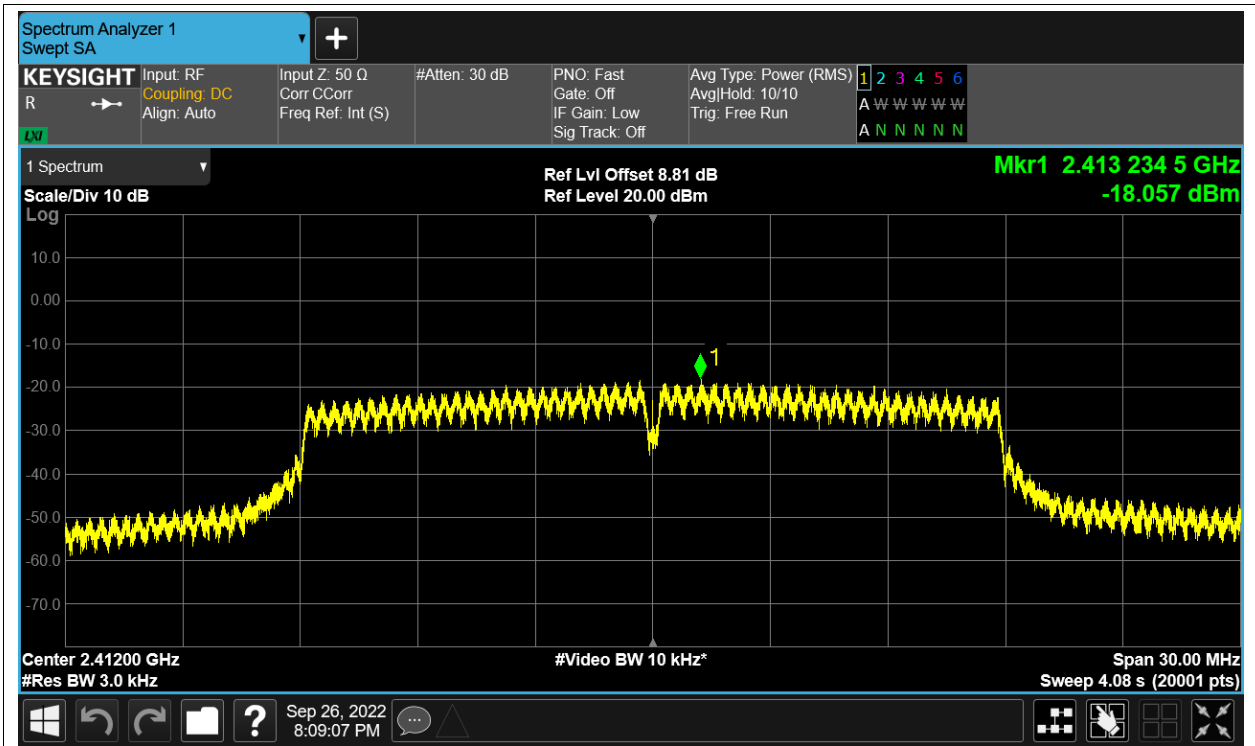 Spectrum Analyzer 1
Swept SA
KEYSIGHT
R
LXI
Input: RF
Coupling: DC
Align: Auto
Input Z: 50 Ω
Corr CCorr
Freq Ref: Int (S)
#Atten: 30 dB
PNO: Fast
Gate: Off
IF Gain: Low
Sig Track: Off
Avg Type: Power (RMS)
Avg|Hold: 10/10
Trig: Free Run
1 2 3 4 5 6
A W W W W W
A N N N N N
1 Spectrum
Scale/Div 10 dB
Log
Ref Lvl Offset 8.81 dB
Ref Level 20.00 dBm
Mkr1 2.413 234 5 GHz
-18.057 dBm
10.0
0.00
-10.0
1
-20.0
-30.0
-40.0
-50.0
-60.0
-70.0
Center 2.41200 GHz
#Res BW 3.0 kHz
#Video BW 10 kHz*
Span 30.00 MHz
Sweep 4.08 s (20001 pts)
?
Sep 26, 2022
8:09:07 PM